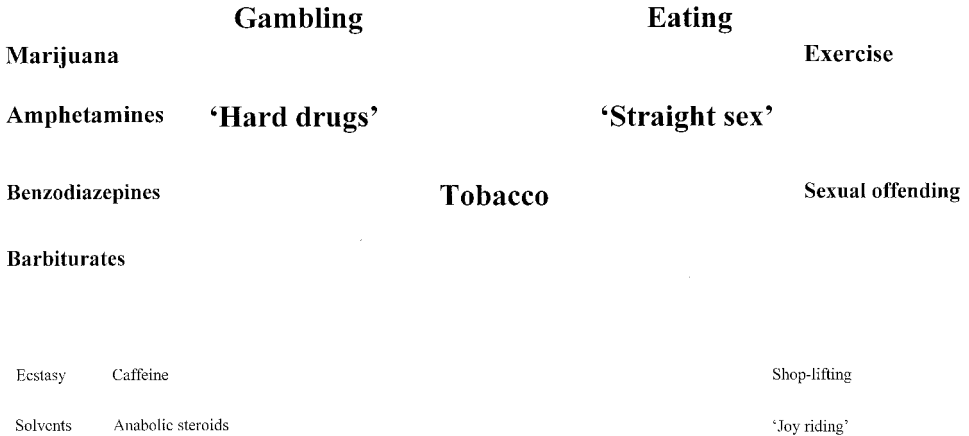 Gambling Eating
Marijuana Exercise
Amphetamines ‘Hard drugs’ ‘Straight sex’
Benzodiazepines Tobacco Sexual offending
Barbiturates
Ecstasy Caffeine Shop-lifting
Solvents Anabolic steroids ‘Joy riding’